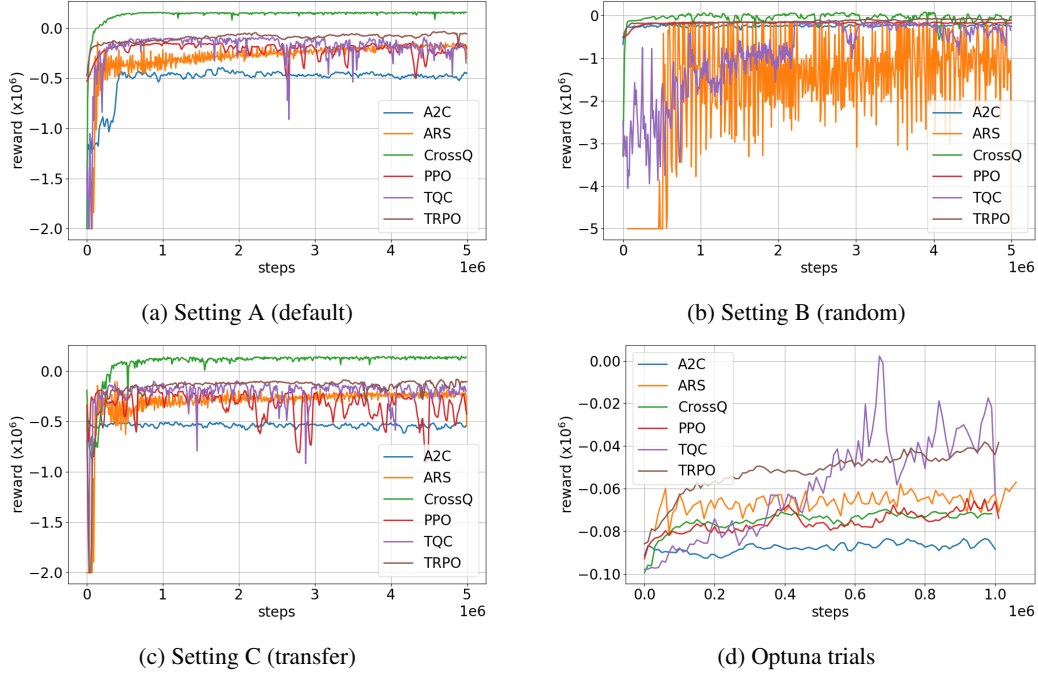 0.0
−0.5
−1.0
−1.5
−2.0
reward (x10⁶)
A2C
ARS
CrossQ
PPO
TQC
TRPO
0 1 2 3 4 5
steps 1e6
(a) Setting A (default)
0
−1
−2
−3
−4
−5
reward (x10⁶)
A2C
ARS
CrossQ
PPO
TQC
TRPO
0 1 2 3 4 5
steps 1e6
(b) Setting B (random)
0.0
−0.5
−1.0
−1.5
−2.0
reward (x10⁶)
A2C
ARS
CrossQ
PPO
TQC
TRPO
0 1 2 3 4 5
steps 1e6
(c) Setting C (transfer)
0.00
−0.02
−0.04
−0.06
−0.08
−0.10
reward (x10⁶)
A2C
ARS
CrossQ
PPO
TQC
TRPO
0.0 0.2 0.4 0.6 0.8 1.0
steps 1e6
(d) Optuna trials